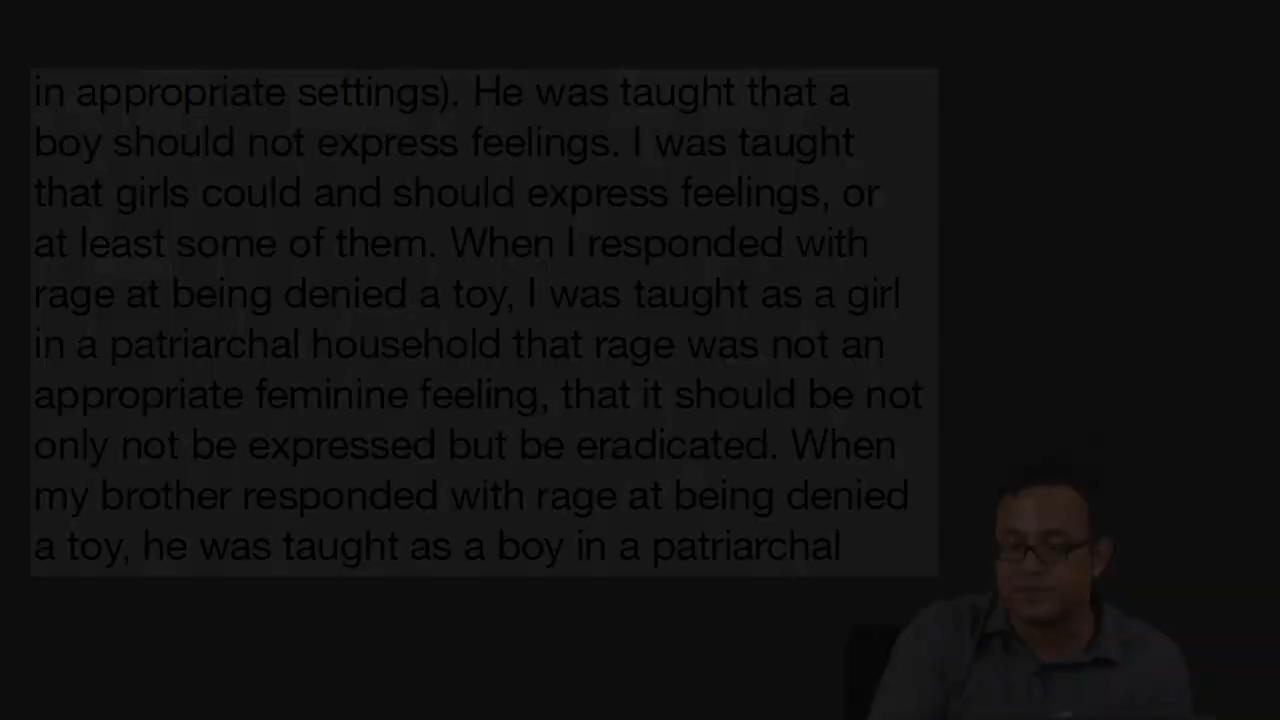 in appropriate settings). He was taught that a
boy should not express feelings. I was taught
that girls could and should express feelings, or
at least some of them. When I responded with
rage at being denied a toy, I was taught as a girl
in a patriarchal household that rage was not an
appropriate feminine feeling, that it should be not
only not be expressed but be eradicated. When
my brother responded with rage at being denied
a toy, he was taught as a boy in a patriarchal